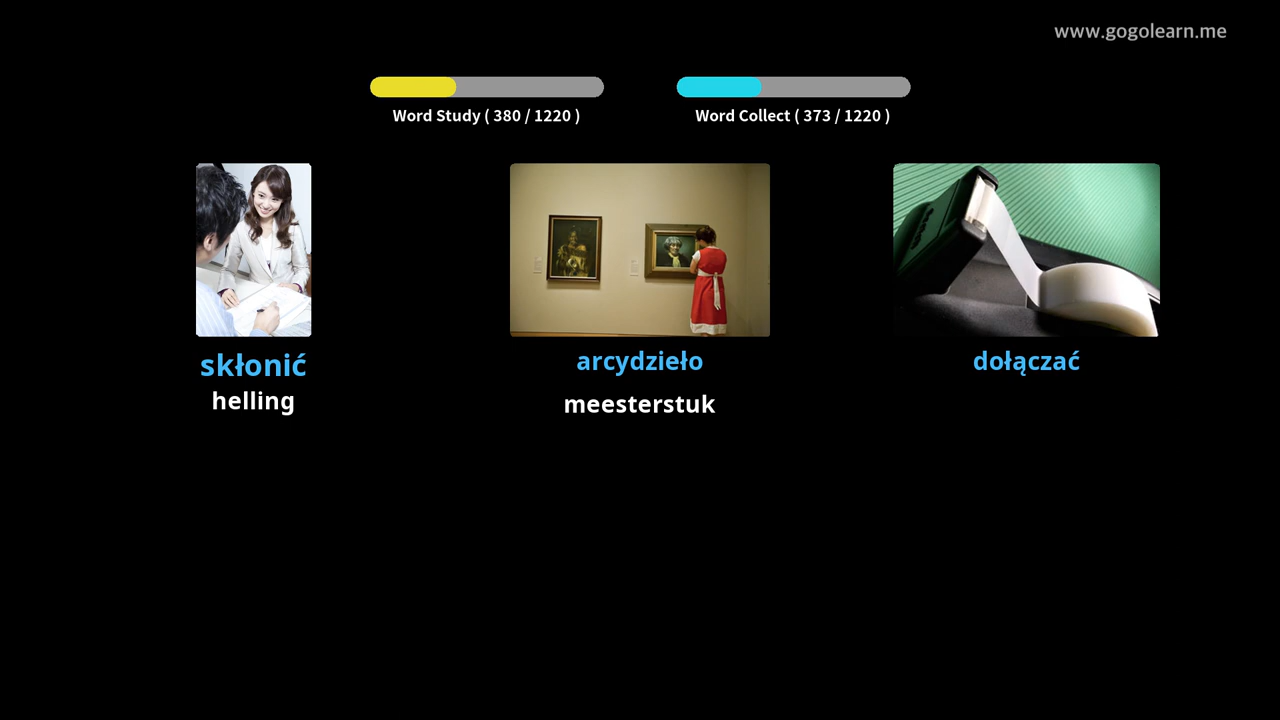 www.gogolearn.me
Word Study ( 380 / 1220 )
Word Collect ( 373 / 1220 )
skłonić
helling
arcydzieło
meesterstuk
dołączać